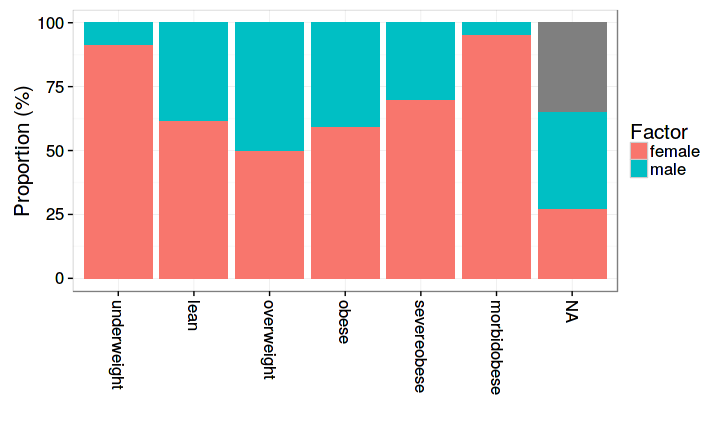 100
75
50
25
0
Proportion (%)
underweight
lean
overweight
obese
severeobese
morbidobese
NA
Factor
female
male